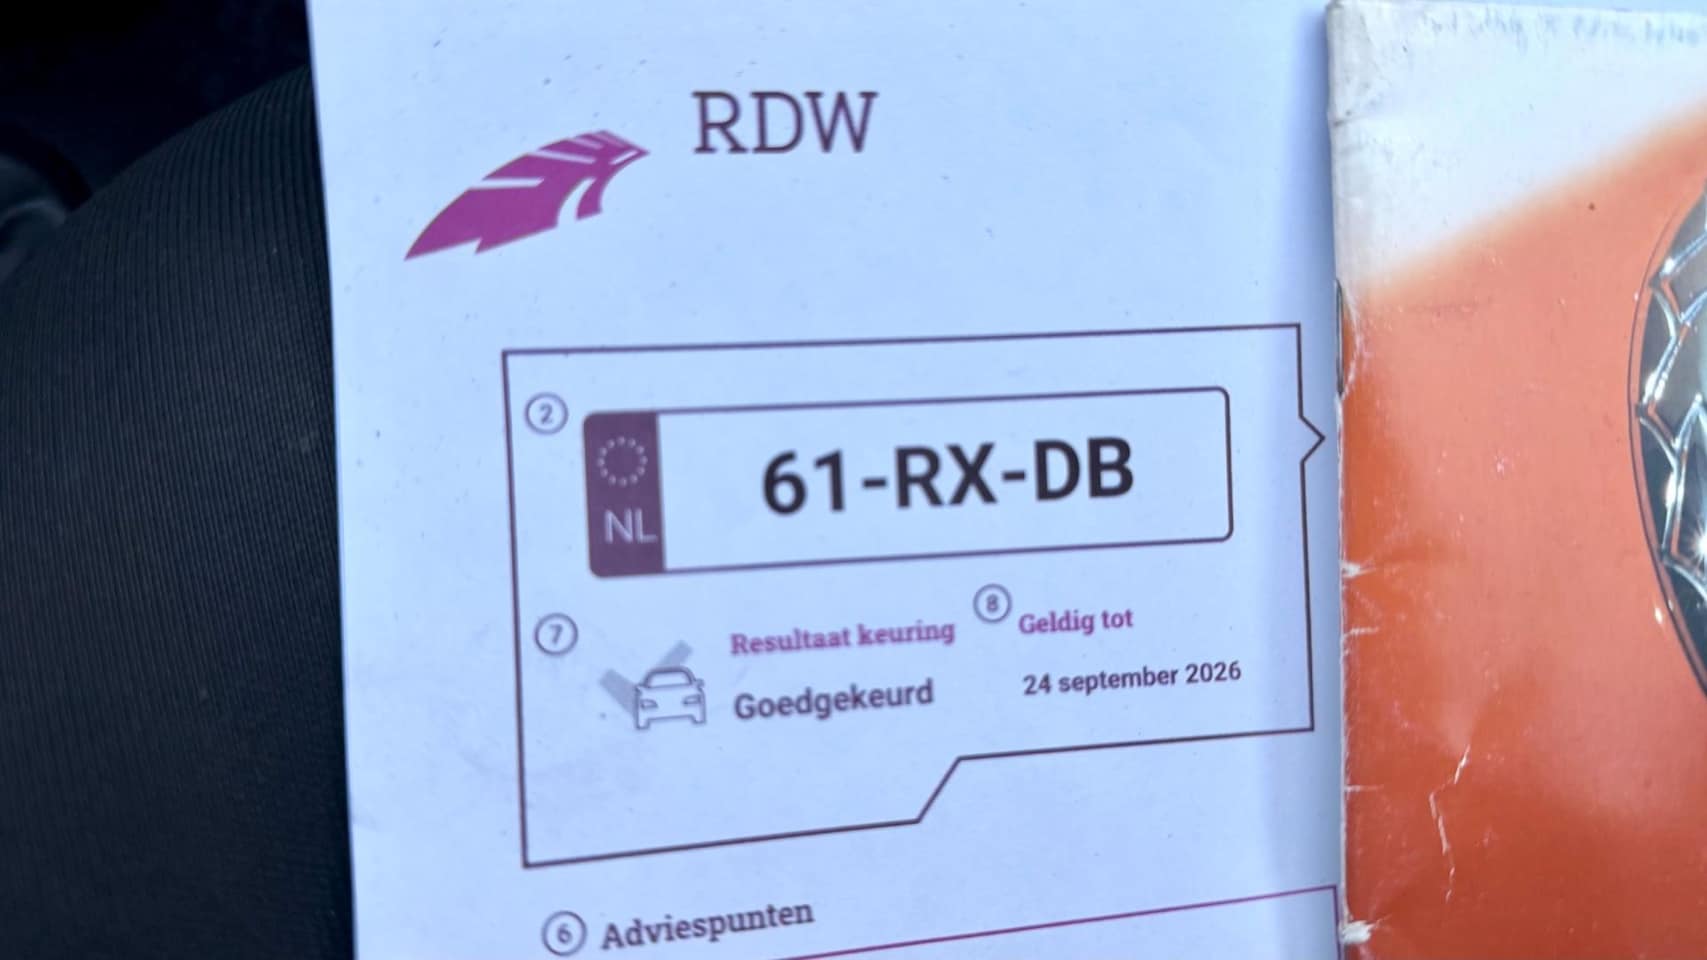 RDW
2
NL
61-RX-DB
7
Resultaat keuring
8
Geldig tot
Goedgekeurd
24 september 2026
6 Adviespunten